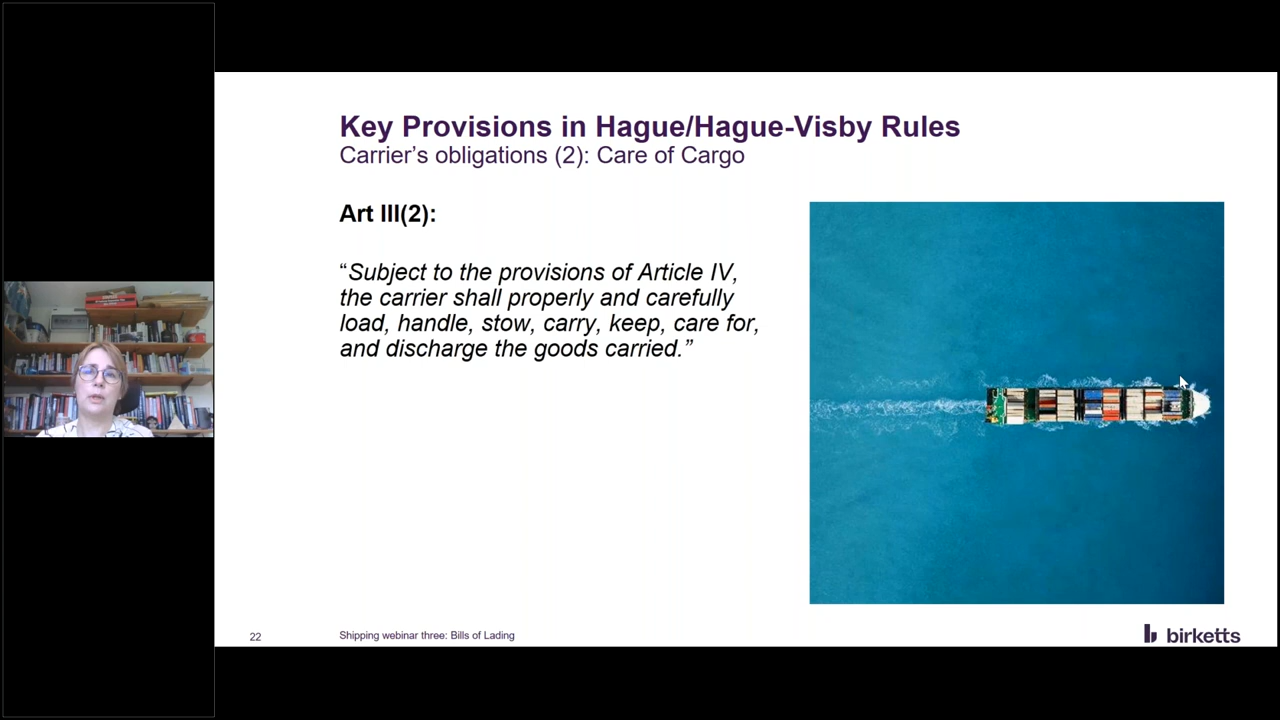 Key Provisions in Hague/Hague-Visby Rules
Carrier's obligations (2): Care of Cargo
Art III(2):
“Subject to the provisions of Article IV,
the carrier shall properly and carefully
load, handle, stow, carry, keep, care for,
and discharge the goods carried.”
22
Shipping webinar three: Bills of Lading
birketts